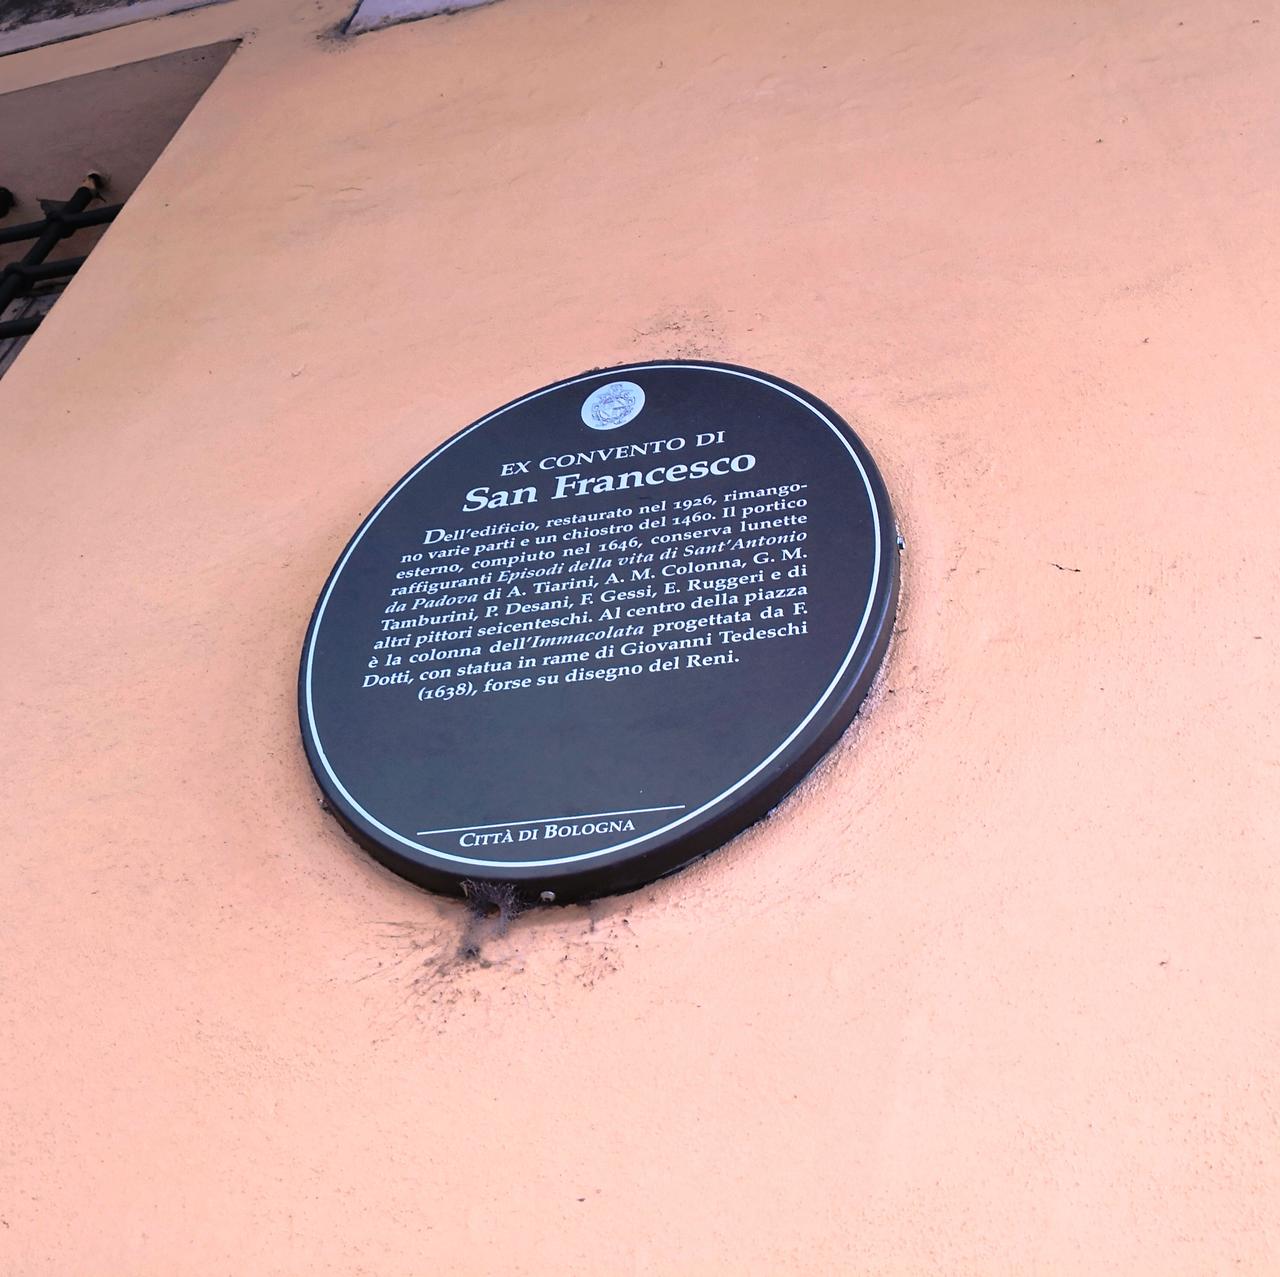 EX CONVENTO DI
San Francesco
Dell'edificio, restaurato nel 1926, rimango-
no varie parti e un chiostro del 1460. Il portico
esterno, compiuto nel 1646, conserva lunette
raffiguranti Episodi della vita di Sant'Antonio
da Padova di A. Tiarini, A. M. Colonna, G. M.
Tamburini, P. Desani, F. Gessi, E. Ruggeri e di
altri pittori seicenteschi. Al centro della piazza
è la colonna dell'Immacolata progettata da F.
Dotti, con statua in rame di Giovanni Tedeschi
(1638), forse su disegno del Reni.
CITTÀ DI BOLOGNA